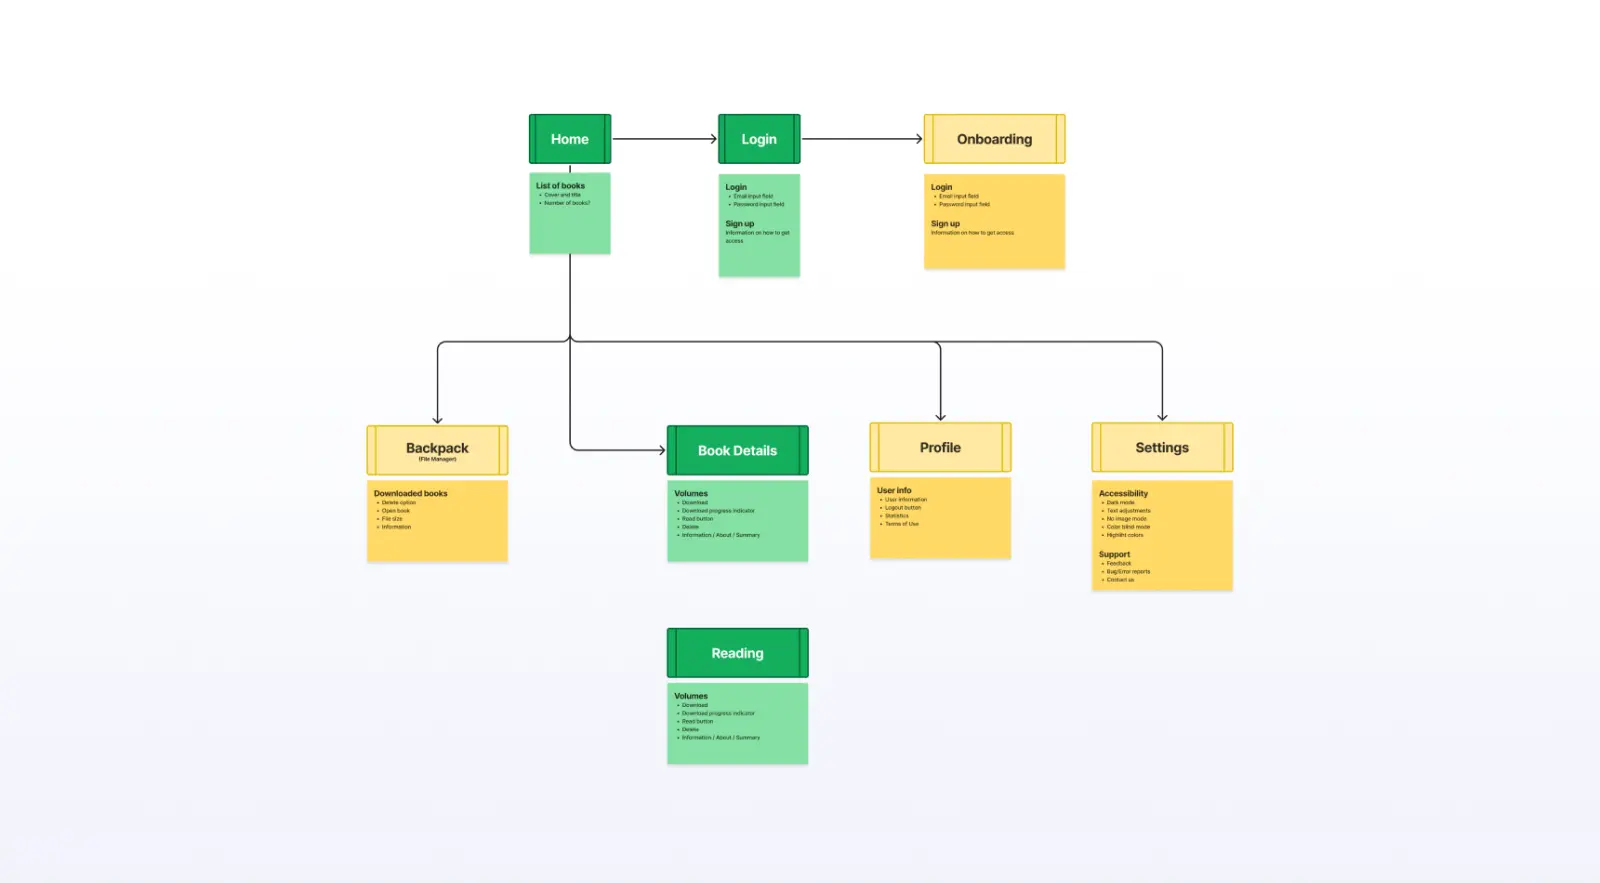 Home
List of books
• Cover and title
• Number of books?
Login
Login
• Email input field
• Password input field
Sign up
Information on how to get
access
Onboarding
Login
• Email input field
• Password input field
Sign up
Information on how to get access
Backpack
(File Manager)
Downloaded books
• Delete option
• Open book
• File size
• Information
Book Details
Volumes
• Download
• Download progress indicator
• Read button
• Delete
• Information / About / Summary
Profile
User info
• User information
• Logout button
• Statistics
• Terms of Use
Settings
Accessibility
• Dark mode
• Text adjustments
• No image mode
• Color blind mode
• Highlight colors
Support
• Feedback
• Bug/Error reports
• Contact us
Reading
Volumes
• Download
• Download progress indicator
• Read button
• Delete
• Information / About / Summary